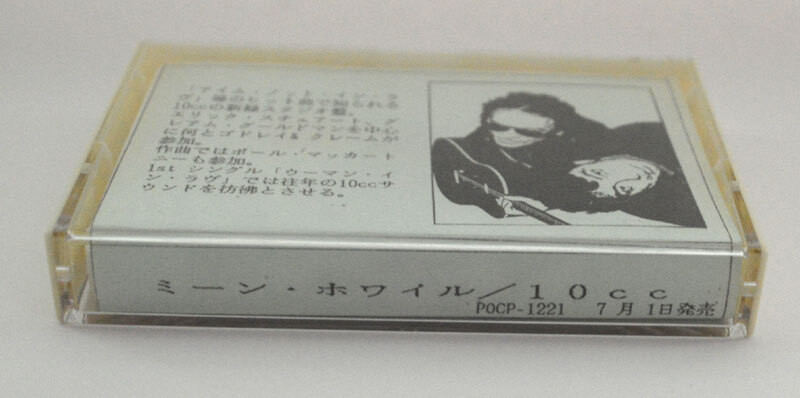 「アイム・ノット・イン・ラ
ヴ」等のヒット曲で知られる
10ccの新録スタジオ盤。
エリック・スチュアート、グ
レアム・グールドマンを中心
に何とゴドレイ&クレームが
参加。
作曲ではポール・マッカート
ニーも参加。
1st シングル「ウーマン・イ
ン・ラヴ」では往年の10ccサ
ウンドを彷彿とさせる。
ミーン・ホワイル／10cc
POCP-1221 7月1日発売